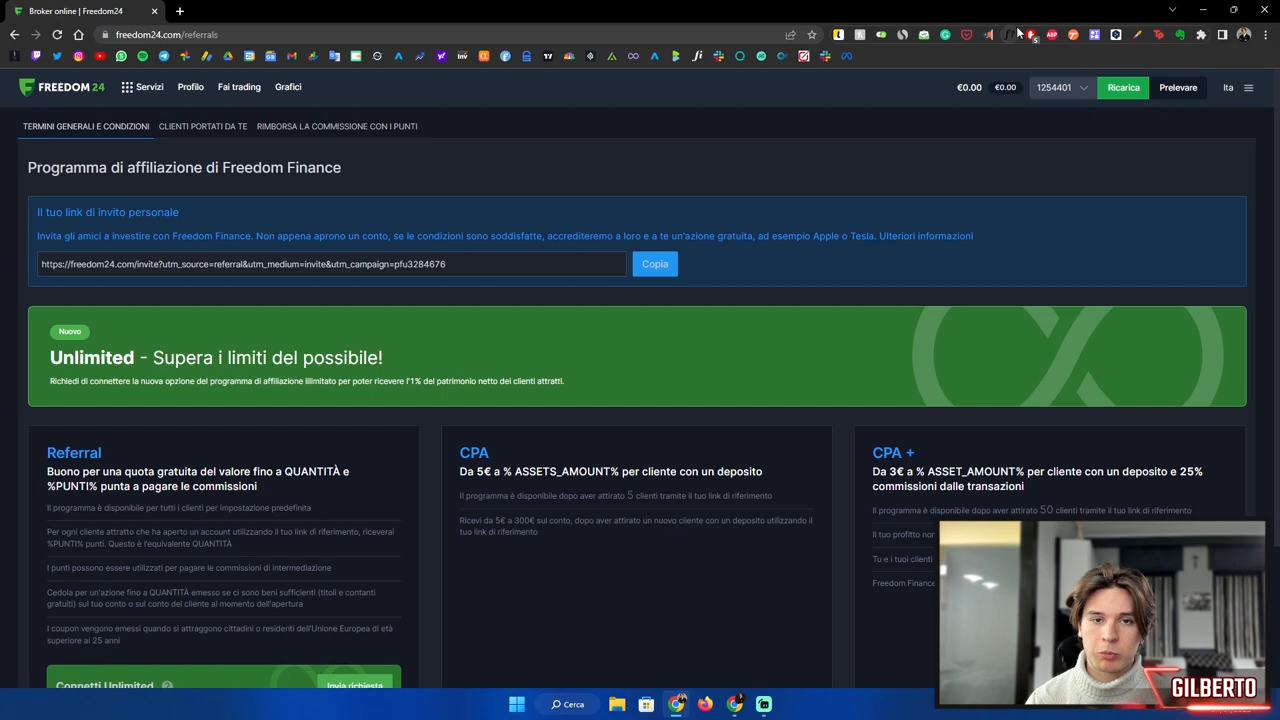 Broker online | Freedom24
freedom24.com/referrals
FREEDOM 24
Servizi
Profilo
Fai trading
Grafici
€0.00
€0.00
1254401
Ricarica
Prelevare
Ita
TERMINI GENERALI E CONDIZIONI
CLIENTI PORTATI DA TE
RIMBORSA LA COMMISSIONE CON I PUNTI
Programma di affiliazione di Freedom Finance
Il tuo link di invito personale
Invita gli amici a investire con Freedom Finance. Non appena aprono un conto, se le condizioni sono soddisfatte, accrediteremo a loro e a te un'azione gratuita, ad esempio Apple o Tesla. Ulteriori informazioni
https://freedom24.com/invite?utm_source=referral&utm_medium=invite&utm_campaign=pfu3284676
Copia
Nuovo
Unlimited - Supera i limiti del possibile!
Richiedi di connettere la nuova opzione del programma di affiliazione illimitato per poter ricevere l'1% del patrimonio netto dei clienti attratti.
Referral
Buono per una quota gratuita del valore fino a QUANTITÀ e
%PUNTI% punta a pagare le commissioni
Il programma è disponibile per tutti i clienti per impostazione predefinita
Per ogni cliente attratto che ha aperto un account utilizzando il tuo link di riferimento, riceverai
%PUNTI% punti. Questo è l'equivalente QUANTITÀ
I punti possono essere utilizzati per pagare le commissioni di intermediazione
Cedola per un'azione fino a QUANTITÀ emesso se ci sono beni sufficienti (titoli e contanti
gratuiti) sul tuo conto o sul conto del cliente al momento dell'apertura
I coupon vengono emessi quando si attraggono cittadini o residenti dell'Unione Europea di età
superiore ai 25 anni
Connetti Unlimited
Invia richiesta
CPA
Da 5€ a % ASSETS_AMOUNT% per cliente con un deposito
Il programma è disponibile dopo aver attirato 5 clienti tramite il tuo link di riferimento
Ricevi da 5€ a 300€ sul conto, dopo aver attirato un nuovo cliente con un deposito utilizzando il
tuo link di riferimento
CPA +
Da 3€ a % ASSET_AMOUNT% per cliente con un deposito e 25%
commissioni dalle transazioni
Il programma è disponibile dopo aver attirato 50 clienti tramite il tuo link di riferimento
Il tuo profitto non
Tu e i tuoi clienti
Freedom Finance
GILBERTO
Cerca